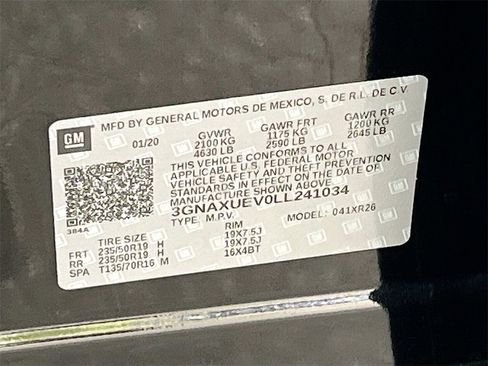 GM
MFD BY GENERAL MOTORS DE MEXICO, S. DE R.L. DE C.V.
01/20 GVWR GAWR FRT GAWR RR
2100 KG 1175 KG 1200 KG
4630 LB 2590 LB 2645 LB
THIS VEHICLE CONFORMS TO ALL
APPLICABLE U.S. FEDERAL MOTOR
VEHICLE SAFETY AND THEFT PREVENTION
STANDARDS IN EFFECT ON THE DATE OF
MANUFACTURE SHOWN ABOVE.
3GNAXUEV0LL241034
384A
TYPE: M.P.V. MODEL: 041XR26
TIRE SIZE RIM
FRT 235/50R19 H 19X7.5J
RR 235/50R19 H 19X7.5J
SPA T135/70R16 M 16X4BT